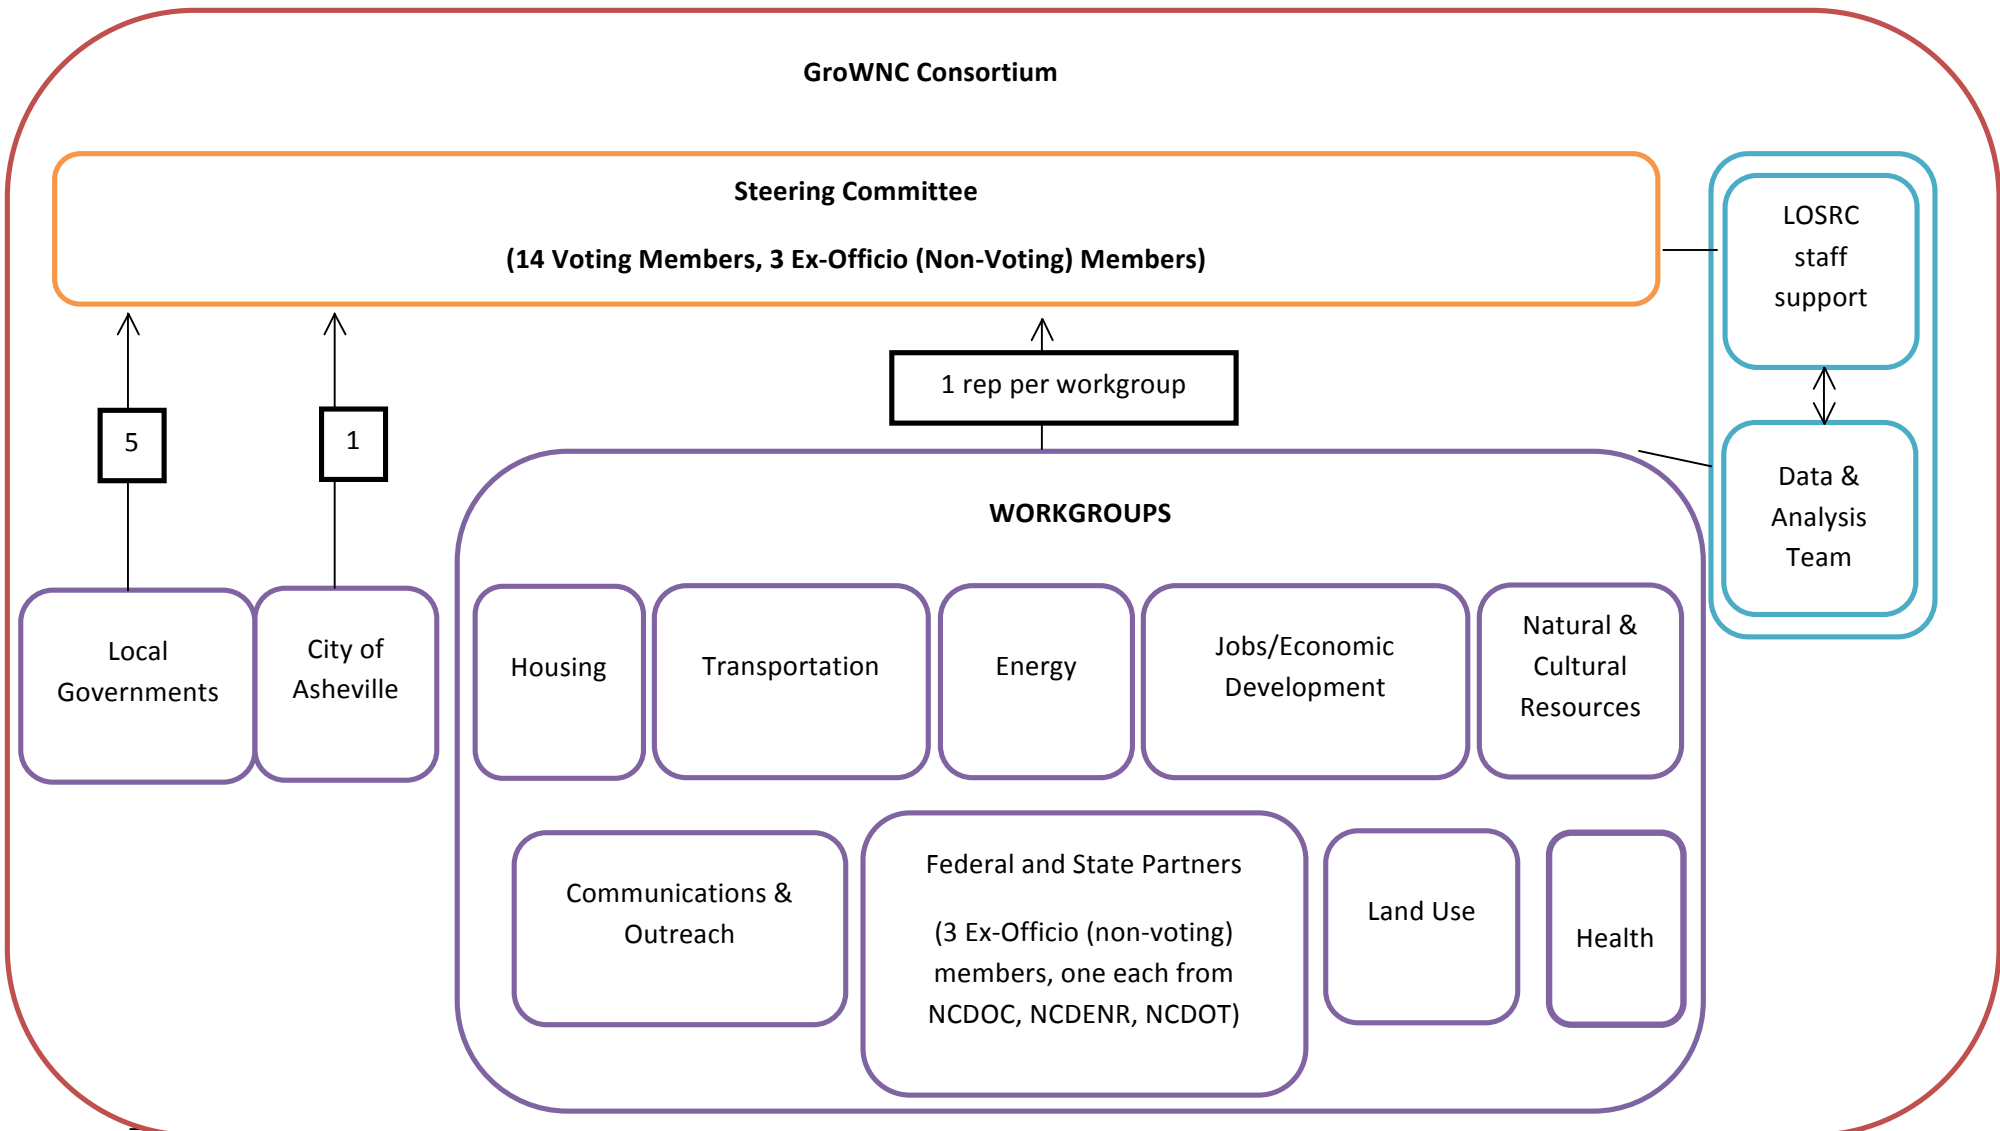 GroWNC Consortium
Steering Committee
(14 Voting Members, 3 Ex-Officio (Non-Voting) Members)
LOSRC
staff
support
5
1
1 rep per workgroup
Data &
Analysis
Team
WORKGROUPS
Local
Governments
City of
Asheville
Housing
Transportation
Energy
Jobs/Economic
Development
Natural &
Cultural
Resources
Communications &
Outreach
Federal and State Partners
(3 Ex-Officio (non-voting)
members, one each from
NCDOC, NCDENR, NCDOT)
Land Use
Health